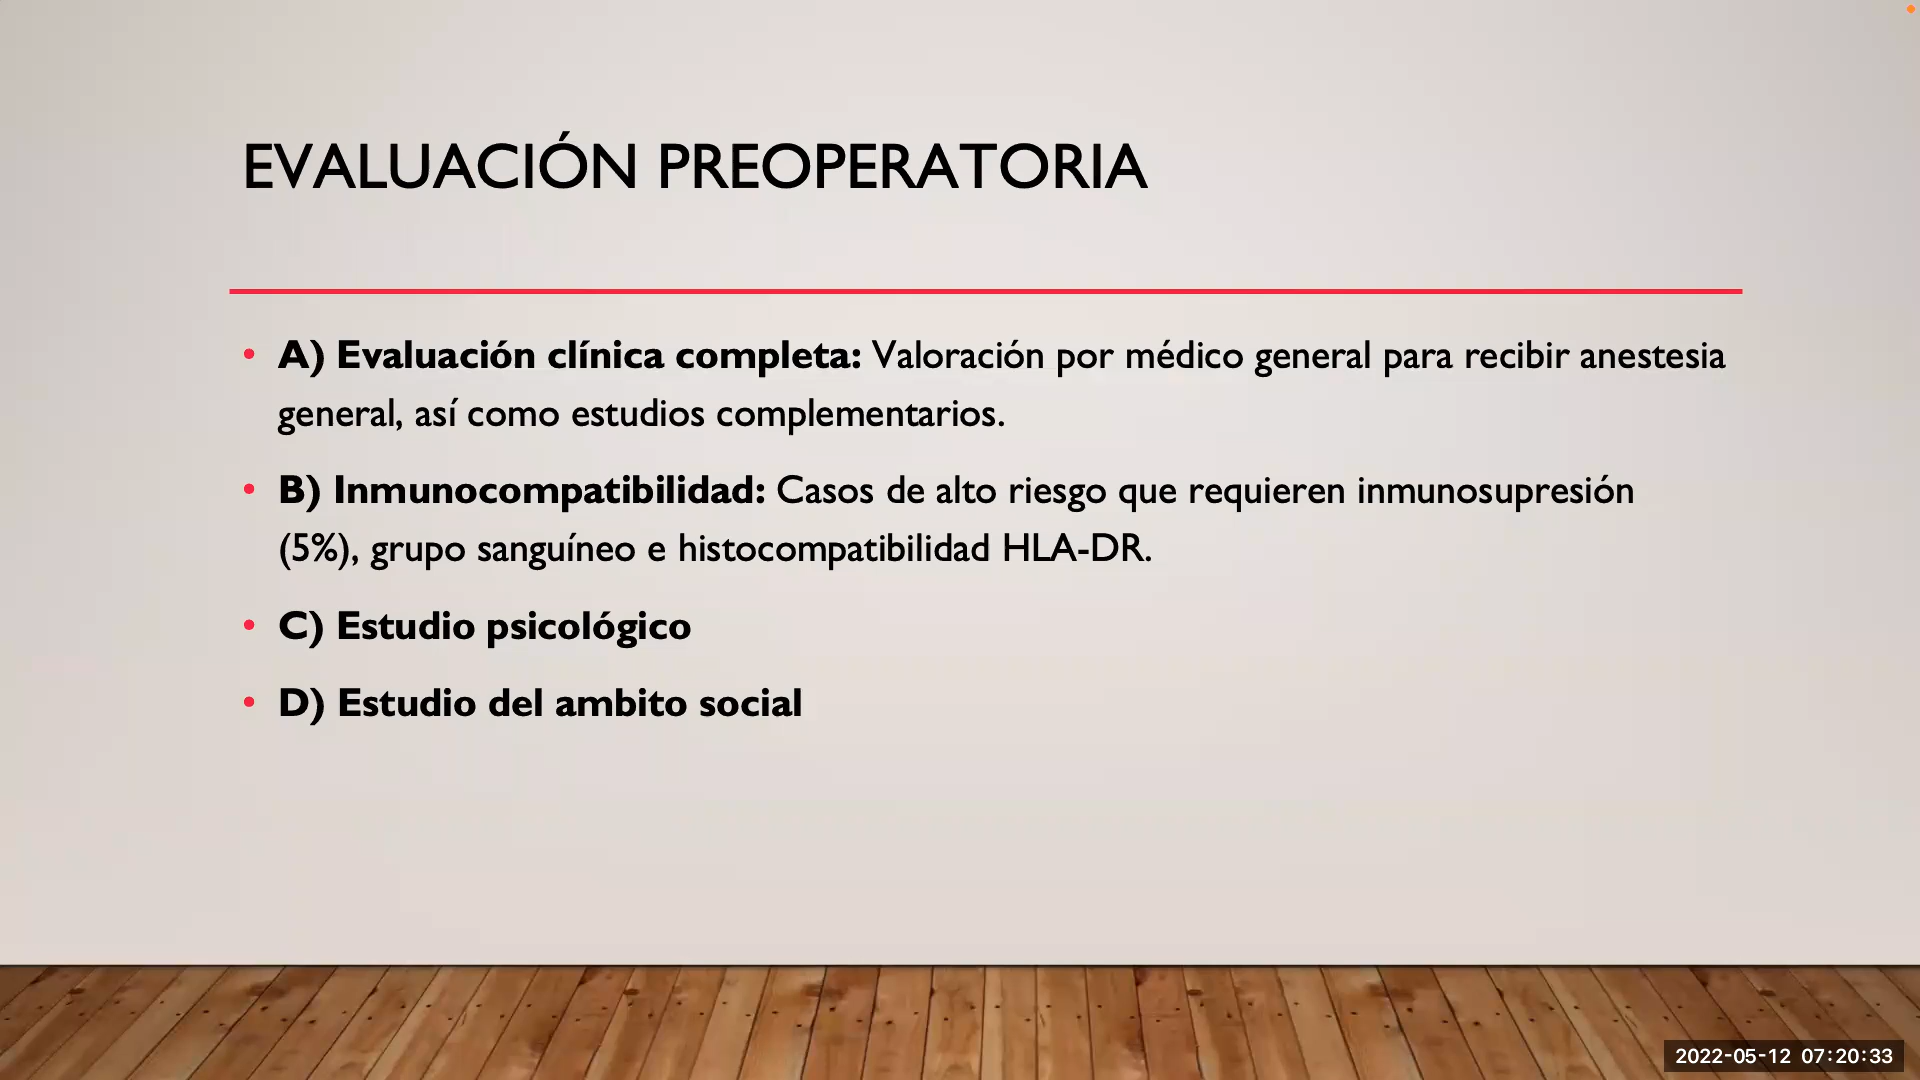 EVALUACIÓN PREOPERATORIA
• A) Evaluación clínica completa: Valoración por médico general para recibir anestesia
general, así como estudios complementarios.
• B) Inmunocompatibilidad: Casos de alto riesgo que requieren inmunosupresión
(5%), grupo sanguíneo e histocompatibilidad HLA-DR.
• C) Estudio psicológico
• D) Estudio del ambito social
2022-05-12 07:20:33